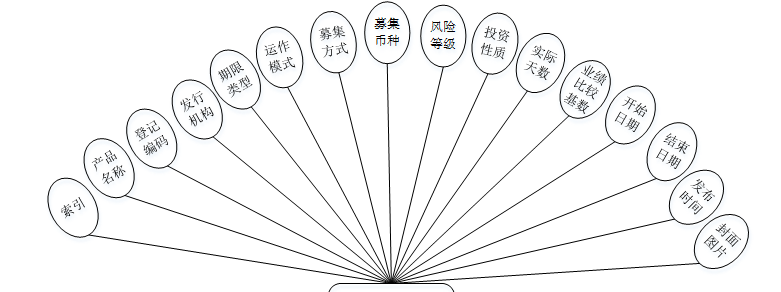 索引
产品
名称
登记
编码
发行
机构
期限
类型
运作
模式
募集
方式
募集
币种
风险
等级
投资
性质
实际
天数
业绩
比较
基数
开始
日期
结束
日期
发布
时间
封面
图片